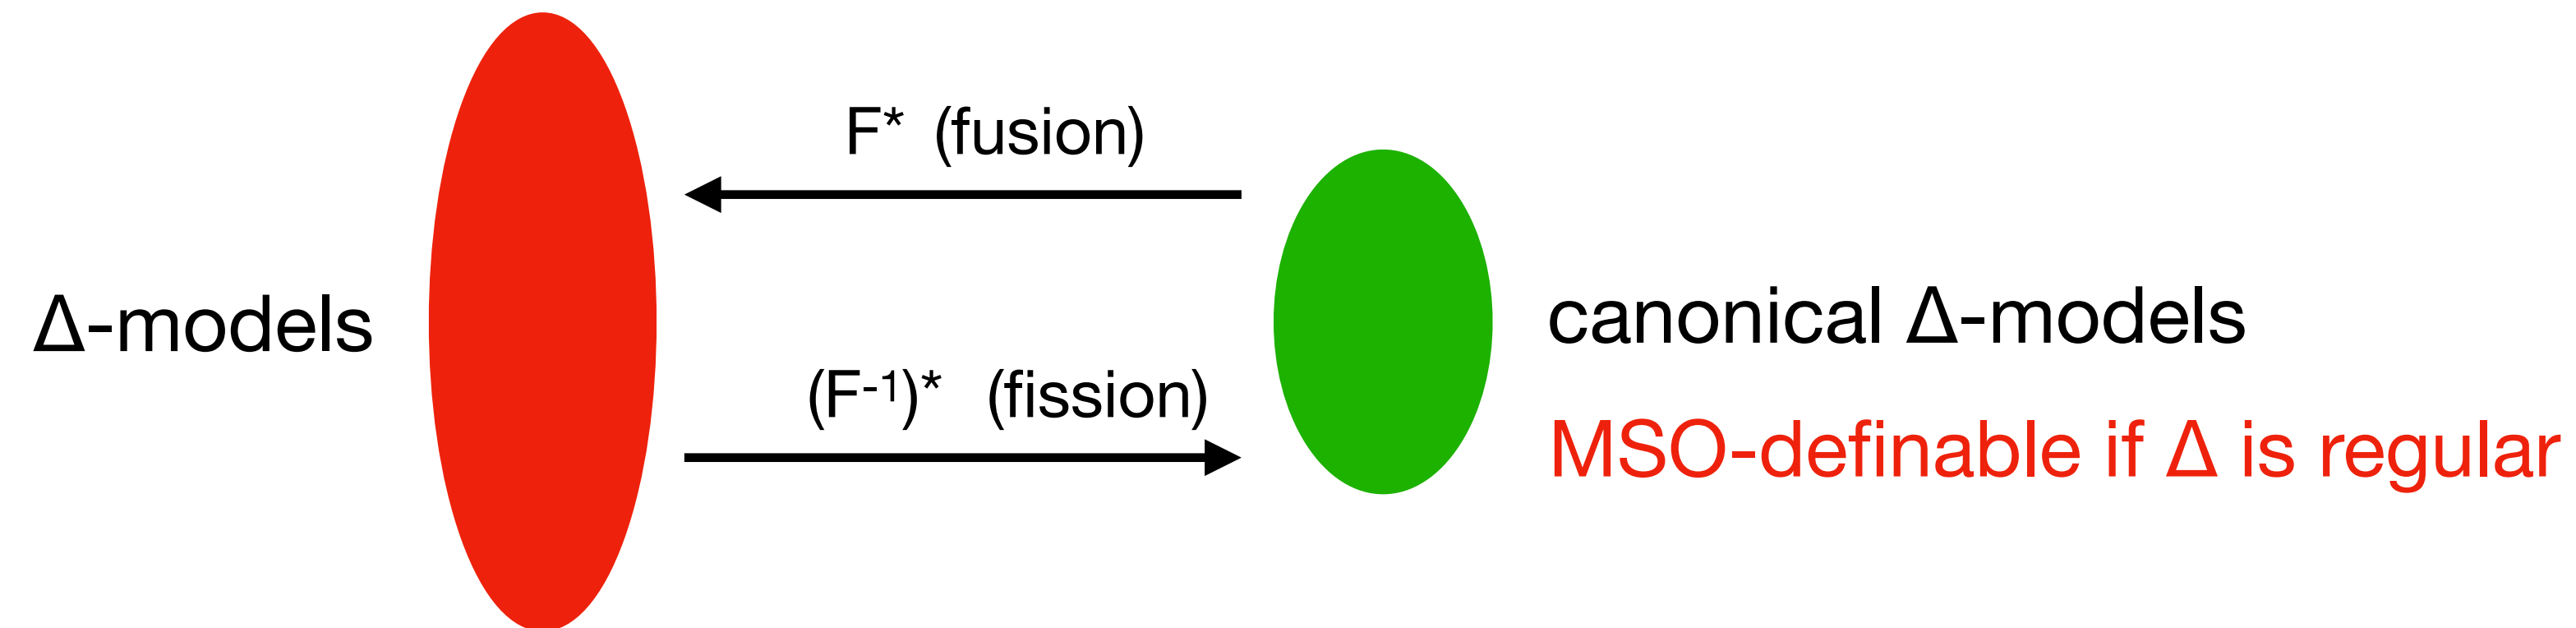 F* (fusion)
Δ-models
canonical Δ-models
(F-1)* (fission)
MSO-definable if Δ is regular